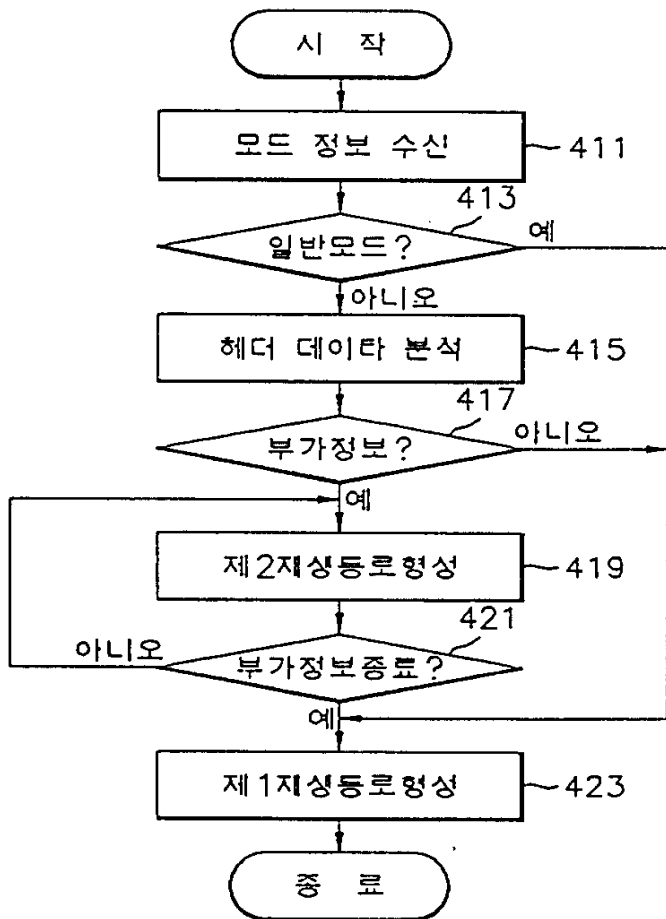 시 작
모드 정보 수신
411
413
일반모드?
예
아니오
헤더 데이타 분석
415
417
부가정보?
아니오
예
제2재생등로형성
419
421
아니오
부가정보종료?
예
제1재생등로형성
423
종 료